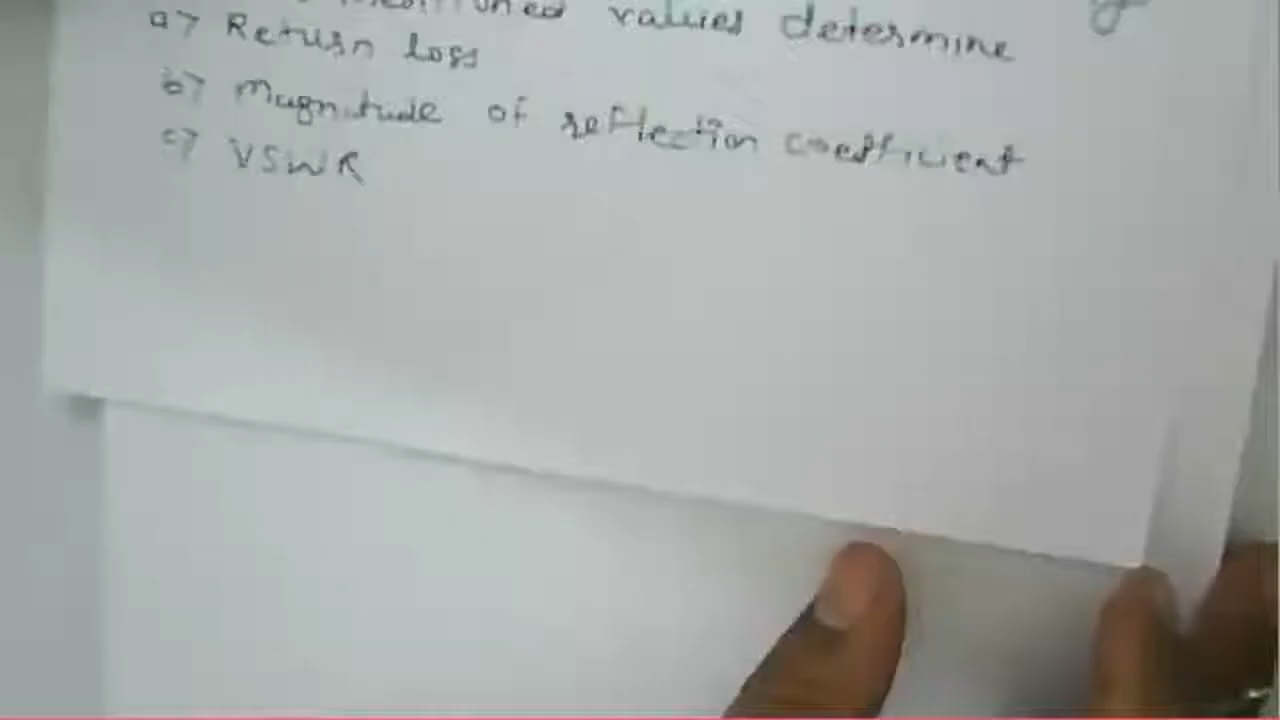 values determine
a> Return loss
b> Magnitude of reflection coefficient
c> VSWR